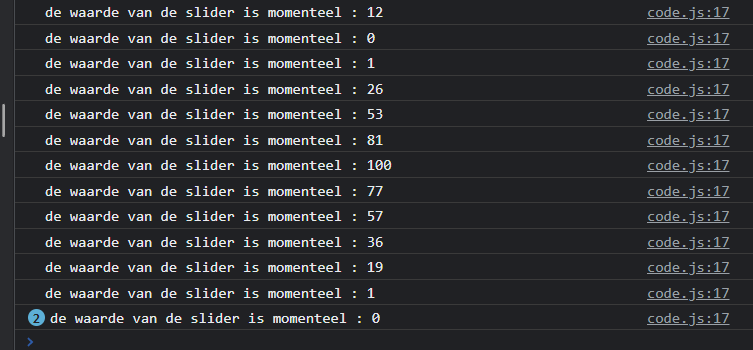 de waarde van de slider is momenteel : 12 code.js:17
de waarde van de slider is momenteel : 0 code.js:17
de waarde van de slider is momenteel : 1 code.js:17
de waarde van de slider is momenteel : 26 code.js:17
de waarde van de slider is momenteel : 53 code.js:17
de waarde van de slider is momenteel : 81 code.js:17
de waarde van de slider is momenteel : 100 code.js:17
de waarde van de slider is momenteel : 77 code.js:17
de waarde van de slider is momenteel : 57 code.js:17
de waarde van de slider is momenteel : 36 code.js:17
de waarde van de slider is momenteel : 19 code.js:17
de waarde van de slider is momenteel : 1 code.js:17
2 de waarde van de slider is momenteel : 0 code.js:17